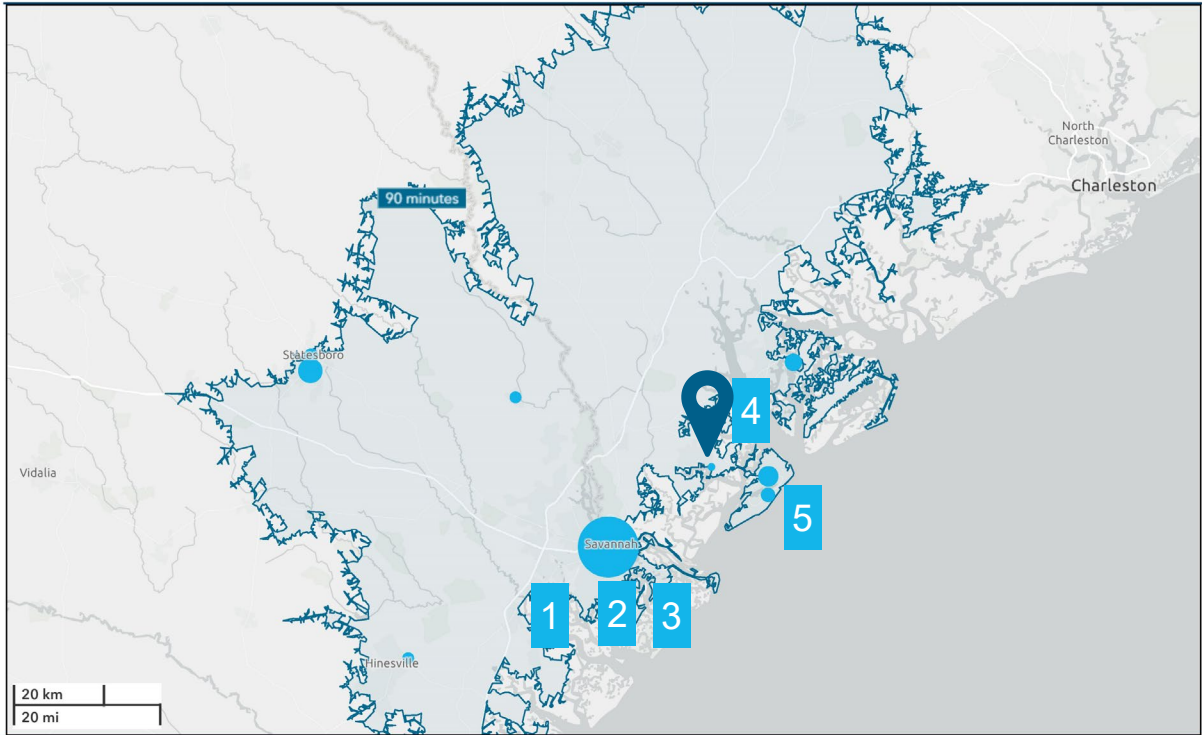 North
Charleston
Charleston
90 minutes
Statesboro
4
Vidalia
5
Savannah
1
2
3
Hinesville
20 km
20 mi